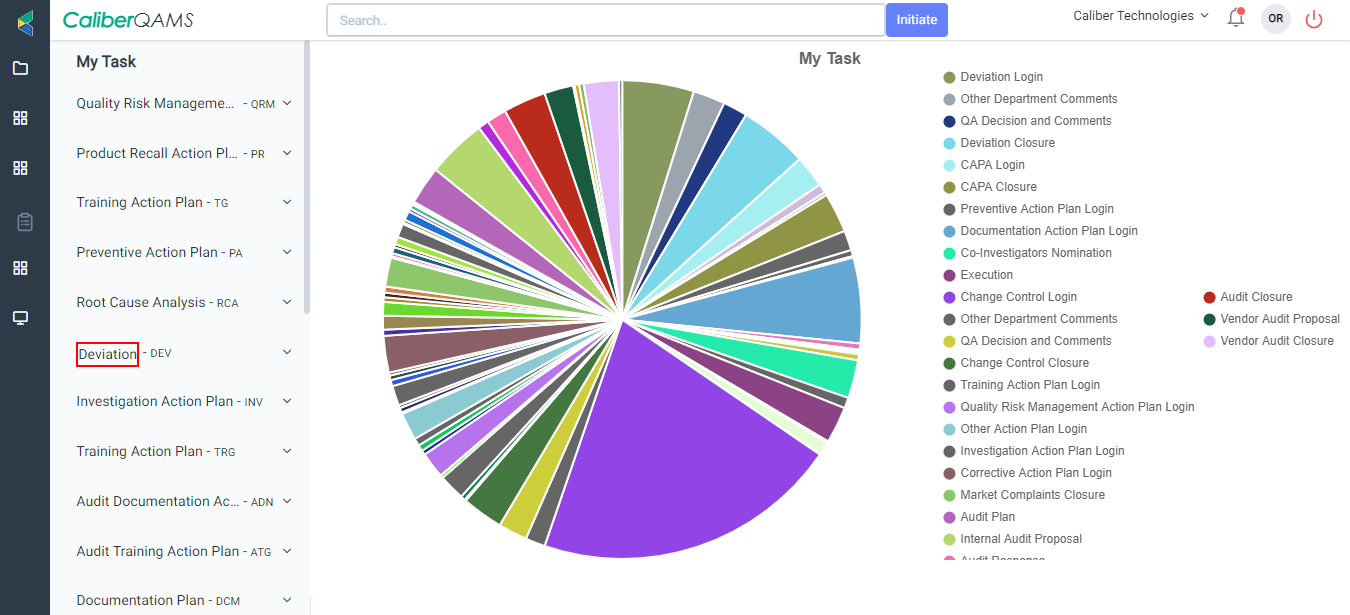 CaliberQAMS
Search..
Initiate
Caliber Technologies
OR
My Task
Quality Risk Manageme... - QRM
Product Recall Action Pl... - PR
Training Action Plan - TG
Preventive Action Plan - PA
Root Cause Analysis - RCA
Deviation - DEV
Investigation Action Plan - INV
Training Action Plan - TRG
Audit Documentation Ac... - ADN
Audit Training Action Plan - ATG
Documentation Plan - DCM
My Task
Deviation Login
Other Department Comments
QA Decision and Comments
Deviation Closure
CAPA Login
CAPA Closure
Preventive Action Plan Login
Documentation Action Plan Login
Co-Investigators Nomination
Execution
Change Control Login
Other Department Comments
QA Decision and Comments
Change Control Closure
Training Action Plan Login
Quality Risk Management Action Plan Login
Other Action Plan Login
Investigation Action Plan Login
Corrective Action Plan Login
Market Complaints Closure
Audit Plan
Internal Audit Proposal
Audit Response
Audit Closure
Vendor Audit Proposal
Vendor Audit Closure